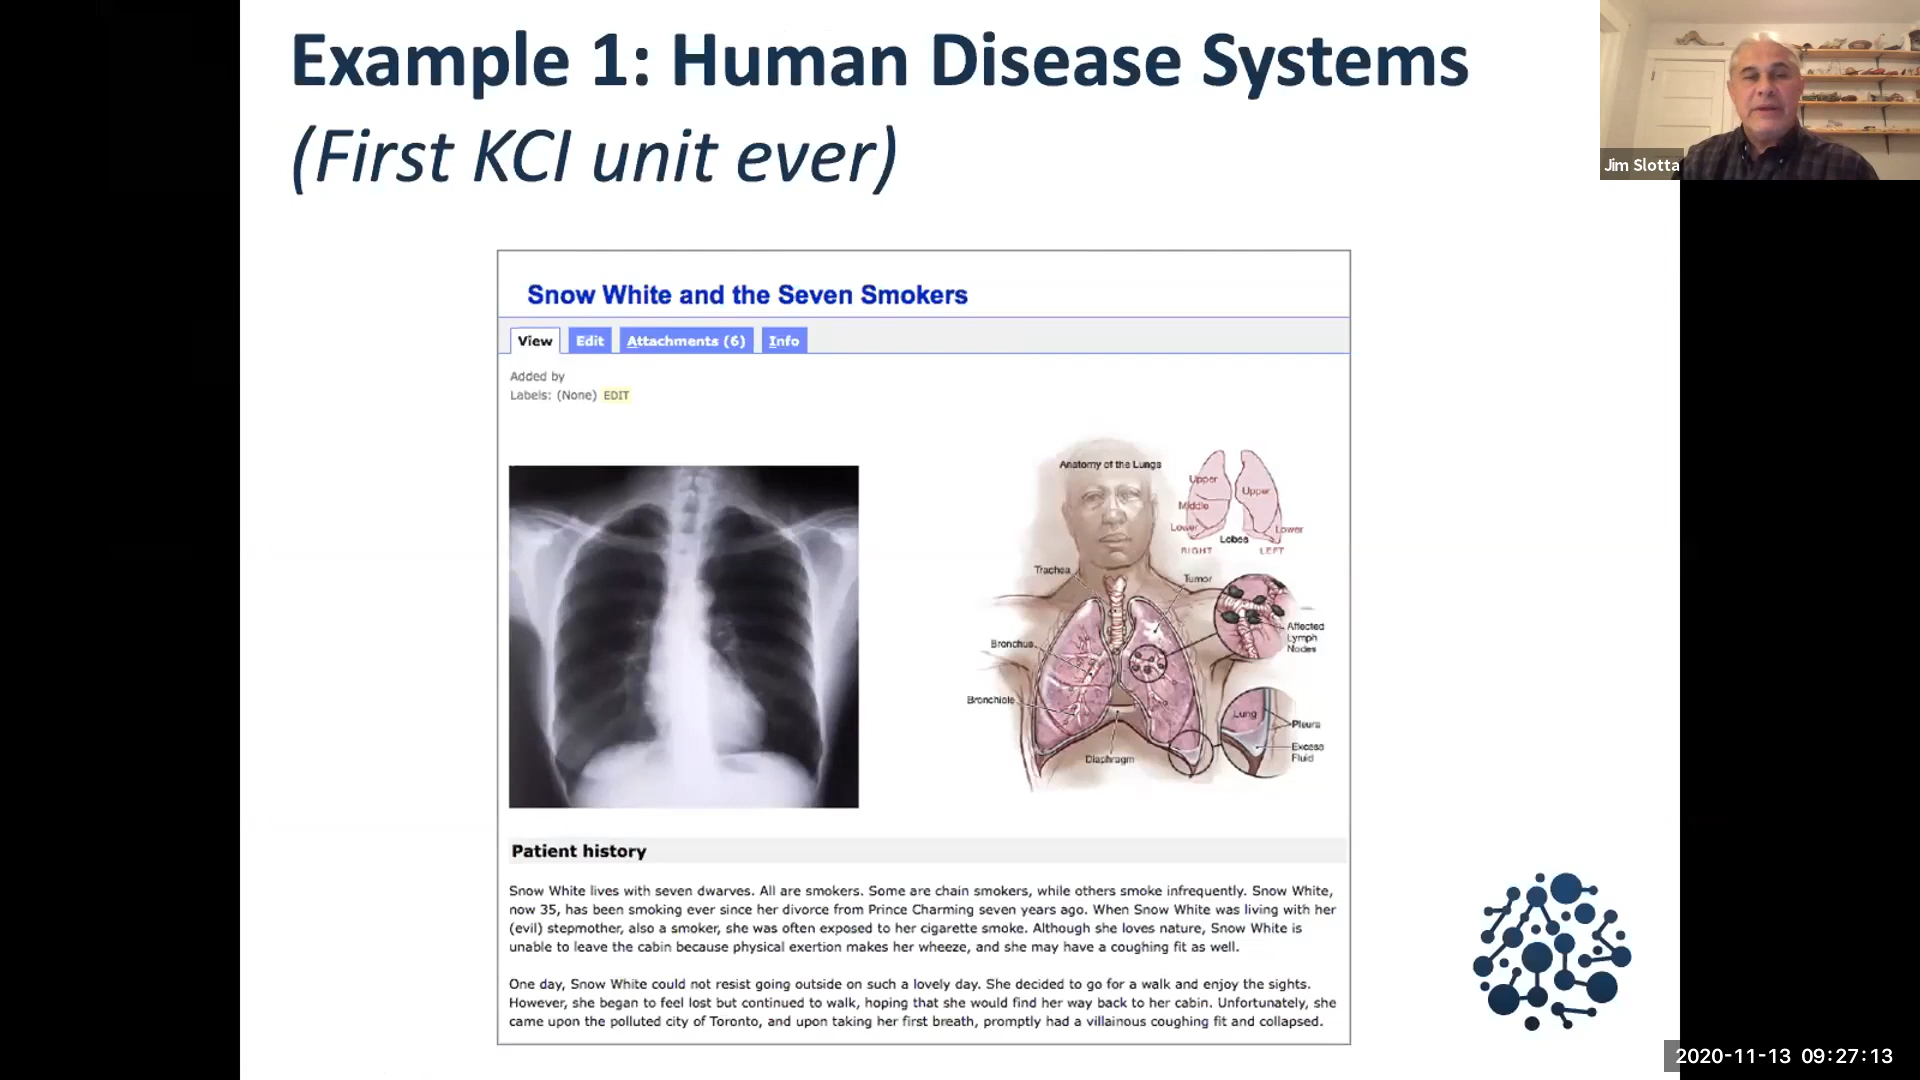 Example 1: Human Disease Systems
(First KCI unit ever)
Jim Slotta
Snow White and the Seven Smokers
View Edit Attachments (6) Info
Added by
Labels: (None) EDIT
Anatomy of the Lungs
Upper
Upper
Middle
Lower
Lower
Lobes
RIGHT
LEFT
Trachea
Tumor
Affected
Lymph
Nodes
Bronchus
Bronchiole
Lung
Pleura
Excess
Fluid
Diaphragm
Patient history
Snow White lives with seven dwarves. All are smokers. Some are chain smokers, while others smoke infrequently. Snow White,
now 35, has been smoking ever since her divorce from Prince Charming seven years ago. When Snow White was living with her
(evil) stepmother, also a smoker, she was often exposed to her cigarette smoke. Although she loves nature, Snow White is
unable to leave the cabin because physical exertion makes her wheeze, and she may have a coughing fit as well.
One day, Snow White could not resist going outside on such a lovely day. She decided to go for a walk and enjoy the sights.
However, she began to feel lost but continued to walk, hoping that she would find her way back to her cabin. Unfortunately, she
came upon the polluted city of Toronto, and upon taking her first breath, promptly had a villainous coughing fit and collapsed.
2020-11-13 09:27:13